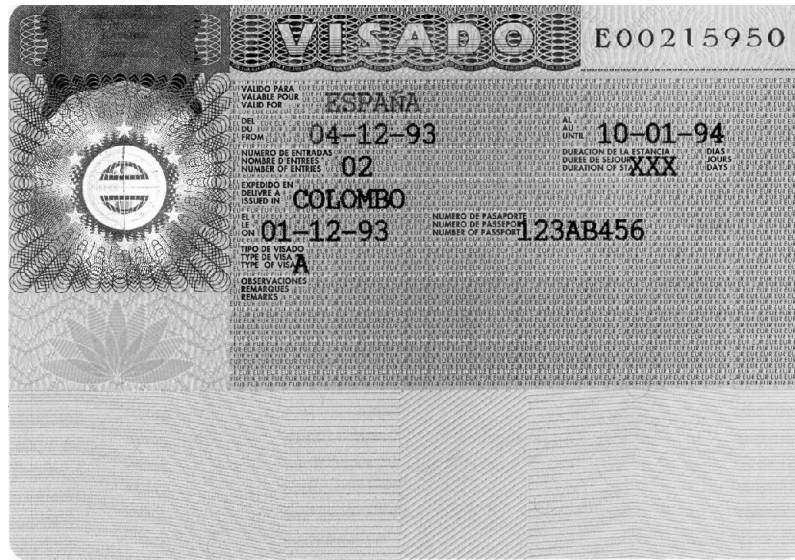 VISADO
E00215950
VALIDO PARA
VALABLE POUR
VALID FOR
ESPAÑA
DEL
DU
FROM
04-12-93
AL
AU
UNTIL
10-01-94
NUMERO DE ENTRADAS
NOMBRE D'ENTREES
NUMBER OF ENTRIES
02
DURACION DE LA ESTANCIA
DUREE DE SEJOUR
DURATION OF STAY
XXX
DIAS
JOURS
DAYS
EXPEDIDO EN
DELIVRE A
ISSUED IN
COLOMBO
EL
LE
ON
01-12-93
NUMERO DE PASAPORTE
NUMERO DE PASSEPORT
NUMBER OF PASSPORT
123AB456
TIPO DE VISADO
TYPE DE VISA
TYPE OF VISA
A
OBSERVACIONES
REMARQUES
REMARKS